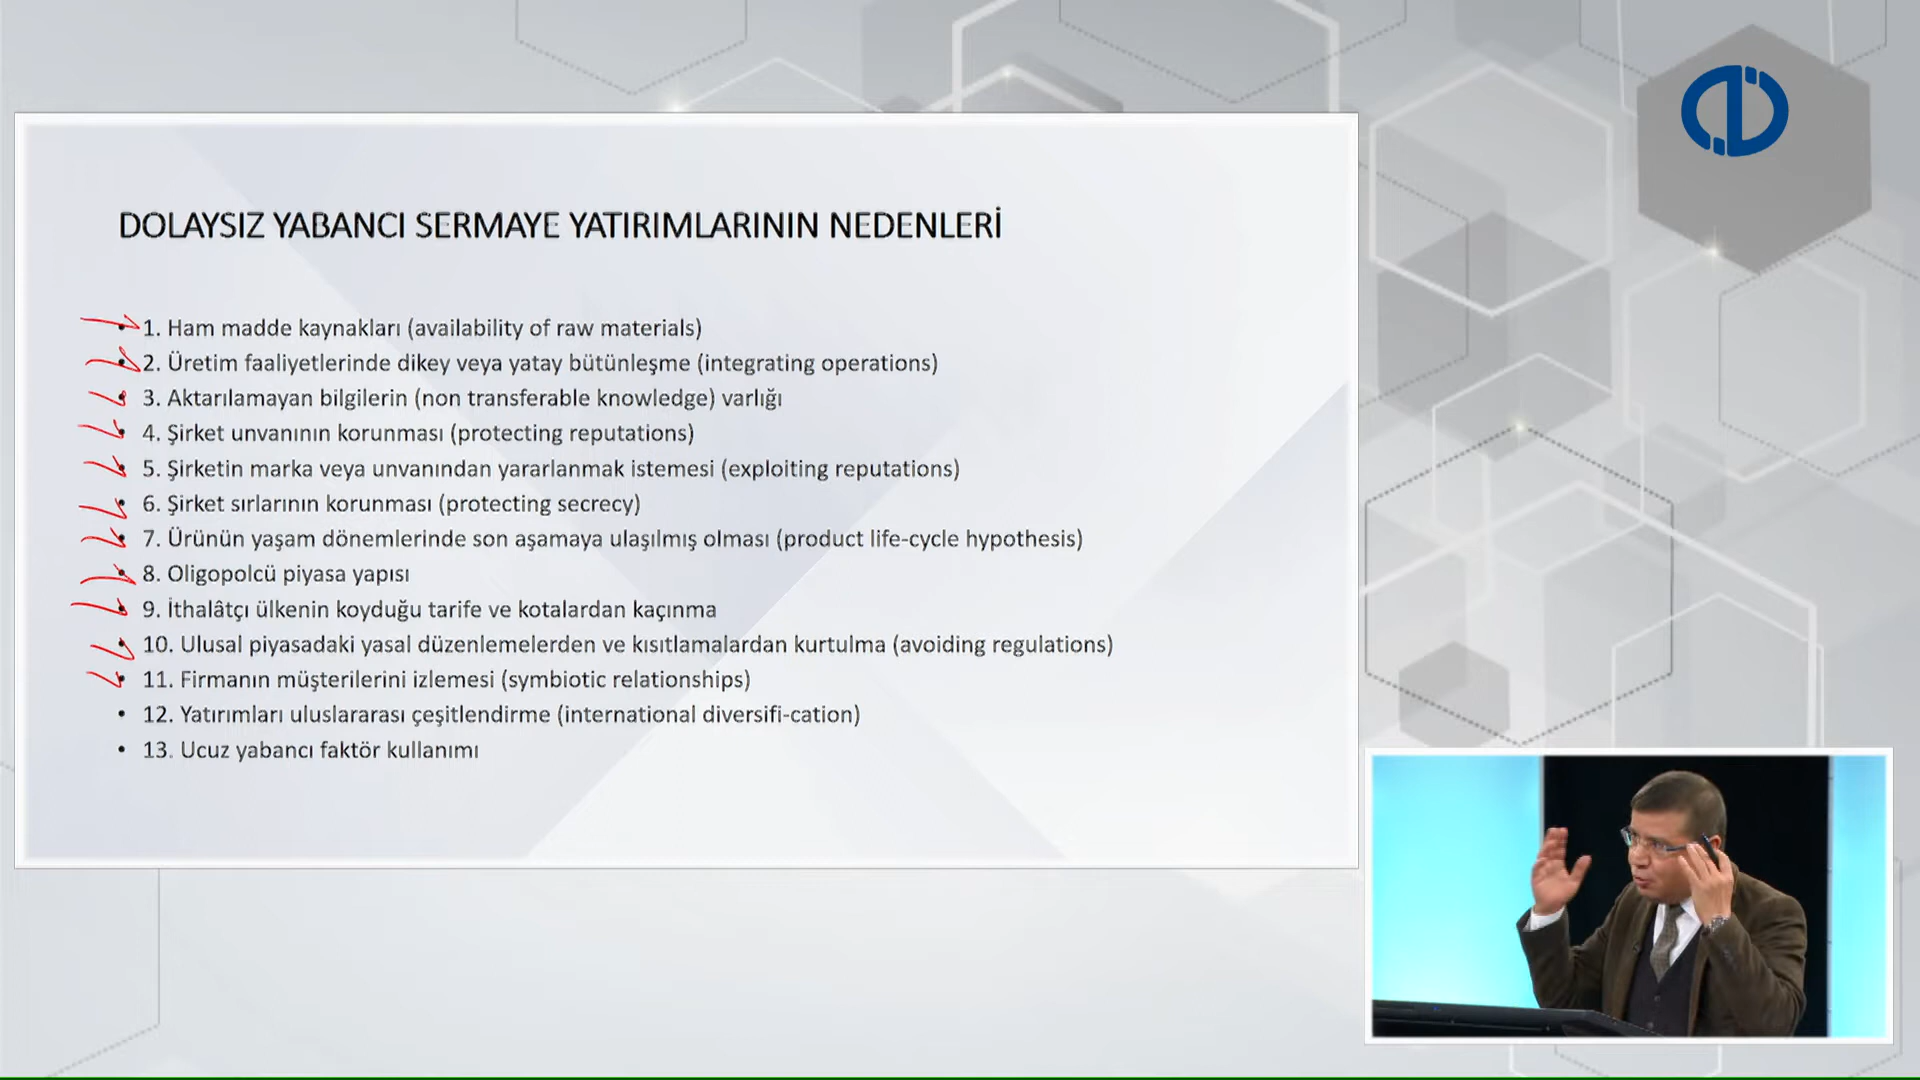 DOLAYSIZ YABANCI SERMAYE YATIRIMLARININ NEDENLERİ
• 1. Ham madde kaynakları (availability of raw materials)
• 2. Üretim faaliyetlerinde dikey veya yatay bütünleşme (integrating operations)
• 3. Aktarılamayan bilgilerin (non transferable knowledge) varlığı
• 4. Şirket unvanının korunması (protecting reputations)
• 5. Şirketin marka veya unvanından yararlanmak istemesi (exploiting reputations)
• 6. Şirket sırlarının korunması (protecting secrecy)
• 7. Ürünün yaşam dönemlerinde son aşamaya ulaşılmış olması (product life-cycle hypothesis)
• 8. Oligopolcü piyasa yapısı
• 9. İthalâtçı ülkenin koyduğu tarife ve kotalardan kaçınma
• 10. Ulusal piyasadaki yasal düzenlemelerden ve kısıtlamalardan kurtulma (avoiding regulations)
• 11. Firmanın müşterilerini izlemesi (symbiotic relationships)
• 12. Yatırımları uluslararası çeşitlendirme (international diversifi-cation)
• 13. Ucuz yabancı faktör kullanımı